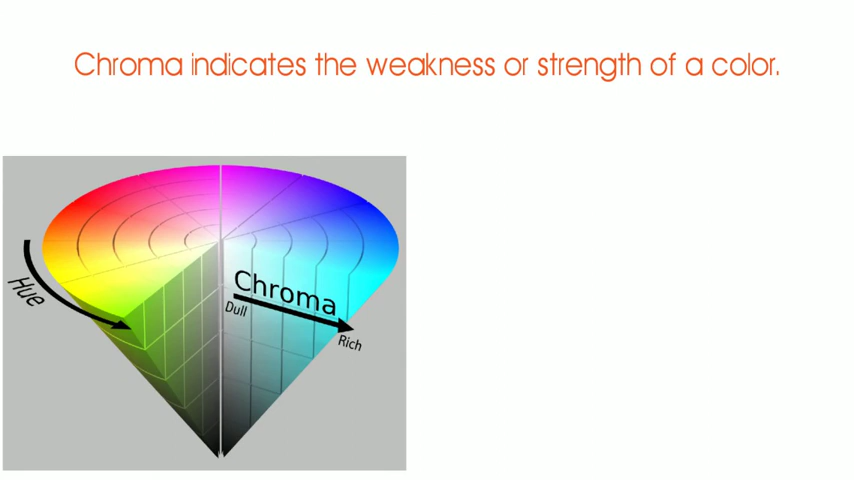 Chroma indicates the weakness or strength of a color.
Hue
Chroma
Dull
Rich